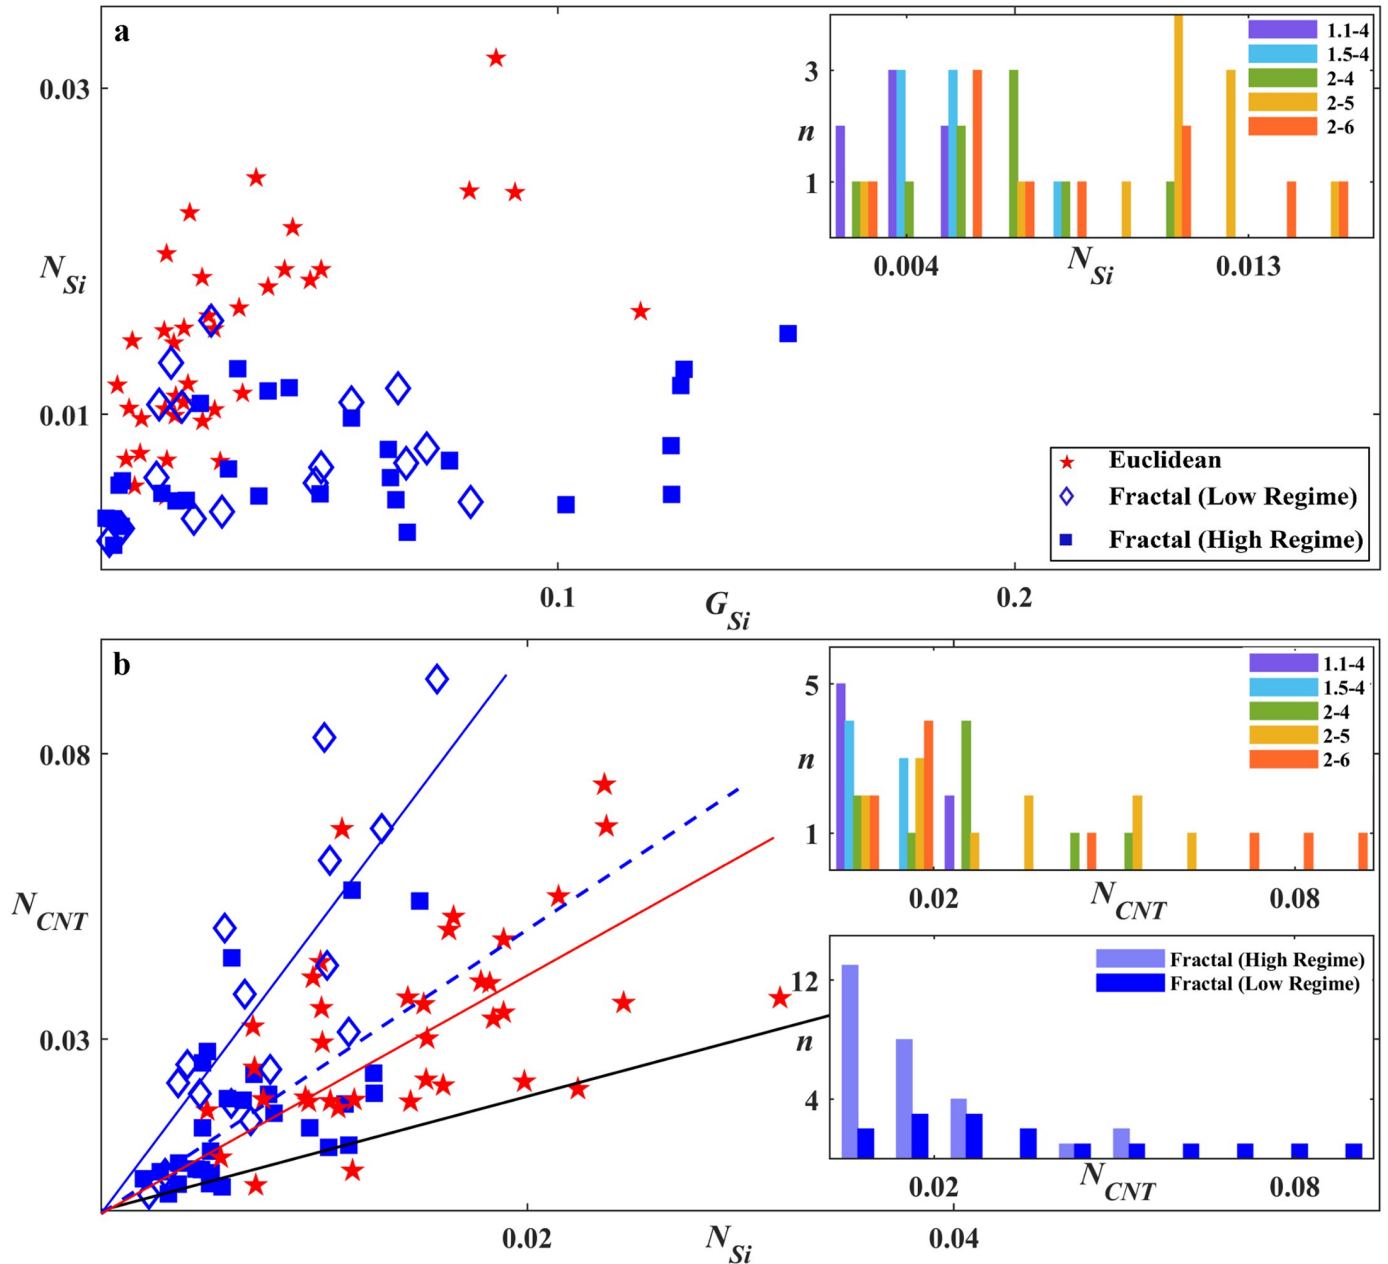 a
0.03
N_Si
0.01
0.1
G_Si
0.2
3
n
1
0.004
N_Si
0.013
1.1-4
1.5-4
2-4
2-5
2-6
Euclidean
Fractal (Low Regime)
Fractal (High Regime)
b
0.08
N_CNT
0.03
0.02
N_Si
0.04
5
n
1
0.02
N_CNT
0.08
1.1-4
1.5-4
2-4
2-5
2-6
12
n
4
0.02
N_CNT
0.08
Fractal (High Regime)
Fractal (Low Regime)